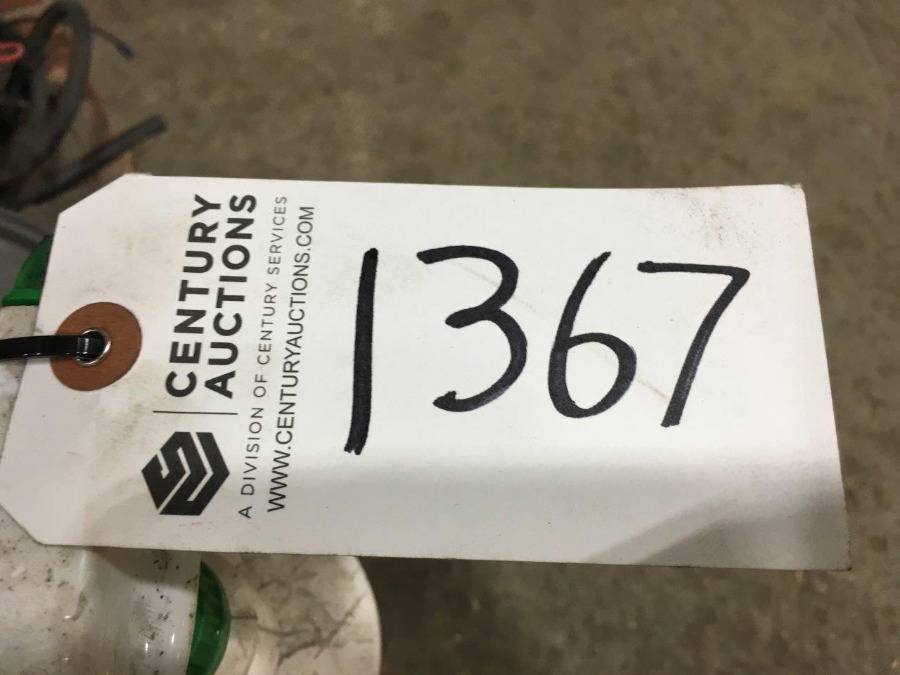 CENTURY
AUCTIONS
A DIVISION OF CENTURY SERVICES
WWW.CENTURYAUCTIONS.COM
1367